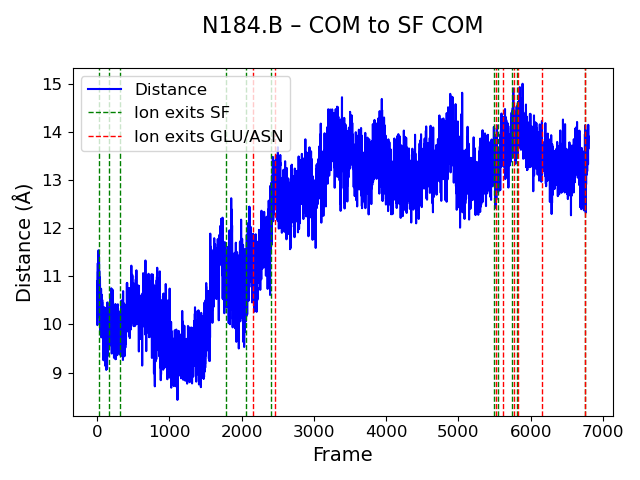 N184.B – COM to SF COM
Distance
Ion exits SF
Ion exits GLU/ASN
Distance (Å)
15
14
13
12
11
10
9
0 1000 2000 3000 4000 5000 6000 7000
Frame